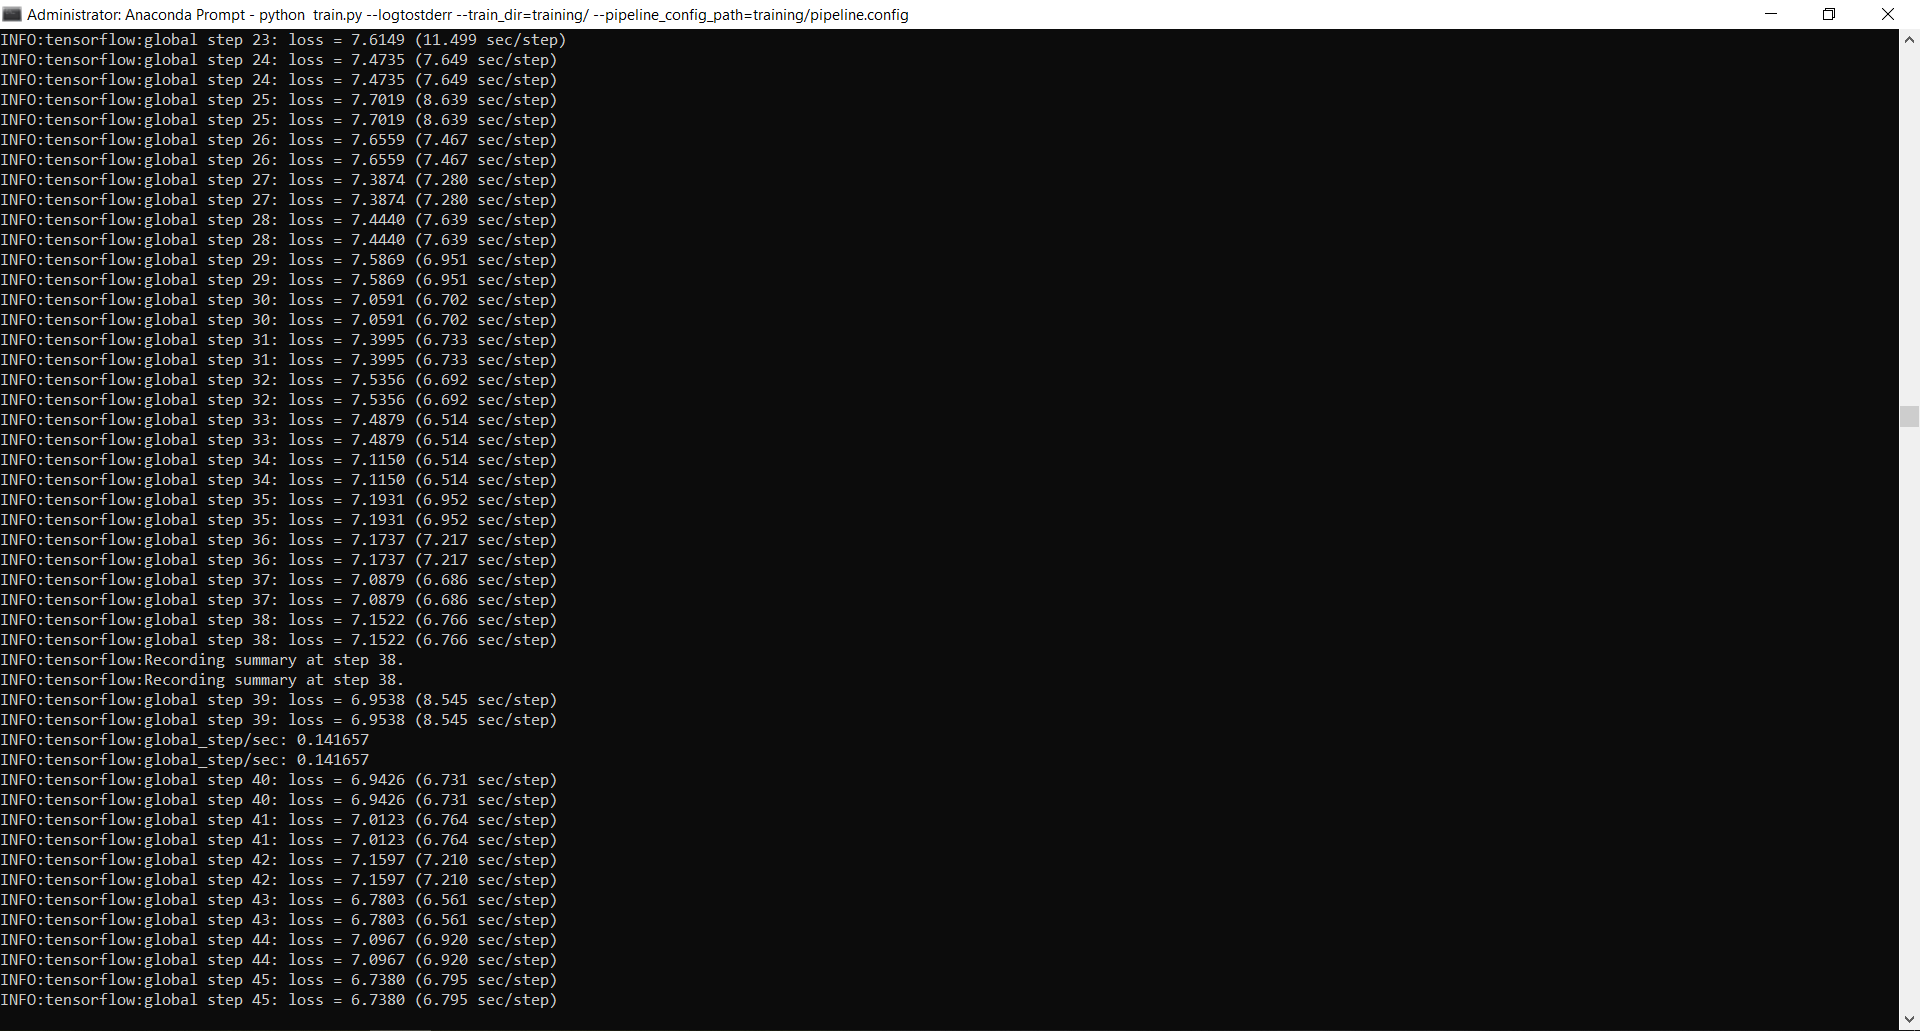 Administrator: Anaconda Prompt - python  train.py --logtostderr --train_dir=training/ --pipeline_config_path=training/pipeline.config
INFO:tensorflow:global step 23: loss = 7.6149 (11.499 sec/step)
INFO:tensorflow:global step 24: loss = 7.4735 (7.649 sec/step)
INFO:tensorflow:global step 24: loss = 7.4735 (7.649 sec/step)
INFO:tensorflow:global step 25: loss = 7.7019 (8.639 sec/step)
INFO:tensorflow:global step 25: loss = 7.7019 (8.639 sec/step)
INFO:tensorflow:global step 26: loss = 7.6559 (7.467 sec/step)
INFO:tensorflow:global step 26: loss = 7.6559 (7.467 sec/step)
INFO:tensorflow:global step 27: loss = 7.3874 (7.280 sec/step)
INFO:tensorflow:global step 27: loss = 7.3874 (7.280 sec/step)
INFO:tensorflow:global step 28: loss = 7.4440 (7.639 sec/step)
INFO:tensorflow:global step 28: loss = 7.4440 (7.639 sec/step)
INFO:tensorflow:global step 29: loss = 7.5869 (6.951 sec/step)
INFO:tensorflow:global step 29: loss = 7.5869 (6.951 sec/step)
INFO:tensorflow:global step 30: loss = 7.0591 (6.702 sec/step)
INFO:tensorflow:global step 30: loss = 7.0591 (6.702 sec/step)
INFO:tensorflow:global step 31: loss = 7.3995 (6.733 sec/step)
INFO:tensorflow:global step 31: loss = 7.3995 (6.733 sec/step)
INFO:tensorflow:global step 32: loss = 7.5356 (6.692 sec/step)
INFO:tensorflow:global step 32: loss = 7.5356 (6.692 sec/step)
INFO:tensorflow:global step 33: loss = 7.4879 (6.514 sec/step)
INFO:tensorflow:global step 33: loss = 7.4879 (6.514 sec/step)
INFO:tensorflow:global step 34: loss = 7.1150 (6.514 sec/step)
INFO:tensorflow:global step 34: loss = 7.1150 (6.514 sec/step)
INFO:tensorflow:global step 35: loss = 7.1931 (6.952 sec/step)
INFO:tensorflow:global step 35: loss = 7.1931 (6.952 sec/step)
INFO:tensorflow:global step 36: loss = 7.1737 (7.217 sec/step)
INFO:tensorflow:global step 36: loss = 7.1737 (7.217 sec/step)
INFO:tensorflow:global step 37: loss = 7.0879 (6.686 sec/step)
INFO:tensorflow:global step 37: loss = 7.0879 (6.686 sec/step)
INFO:tensorflow:global step 38: loss = 7.1522 (6.766 sec/step)
INFO:tensorflow:global step 38: loss = 7.1522 (6.766 sec/step)
INFO:tensorflow:Recording summary at step 38.
INFO:tensorflow:Recording summary at step 38.
INFO:tensorflow:global step 39: loss = 6.9538 (8.545 sec/step)
INFO:tensorflow:global step 39: loss = 6.9538 (8.545 sec/step)
INFO:tensorflow:global_step/sec: 0.141657
INFO:tensorflow:global_step/sec: 0.141657
INFO:tensorflow:global step 40: loss = 6.9426 (6.731 sec/step)
INFO:tensorflow:global step 40: loss = 6.9426 (6.731 sec/step)
INFO:tensorflow:global step 41: loss = 7.0123 (6.764 sec/step)
INFO:tensorflow:global step 41: loss = 7.0123 (6.764 sec/step)
INFO:tensorflow:global step 42: loss = 7.1597 (7.210 sec/step)
INFO:tensorflow:global step 42: loss = 7.1597 (7.210 sec/step)
INFO:tensorflow:global step 43: loss = 6.7803 (6.561 sec/step)
INFO:tensorflow:global step 43: loss = 6.7803 (6.561 sec/step)
INFO:tensorflow:global step 44: loss = 7.0967 (6.920 sec/step)
INFO:tensorflow:global step 44: loss = 7.0967 (6.920 sec/step)
INFO:tensorflow:global step 45: loss = 6.7380 (6.795 sec/step)
INFO:tensorflow:global step 45: loss = 6.7380 (6.795 sec/step)